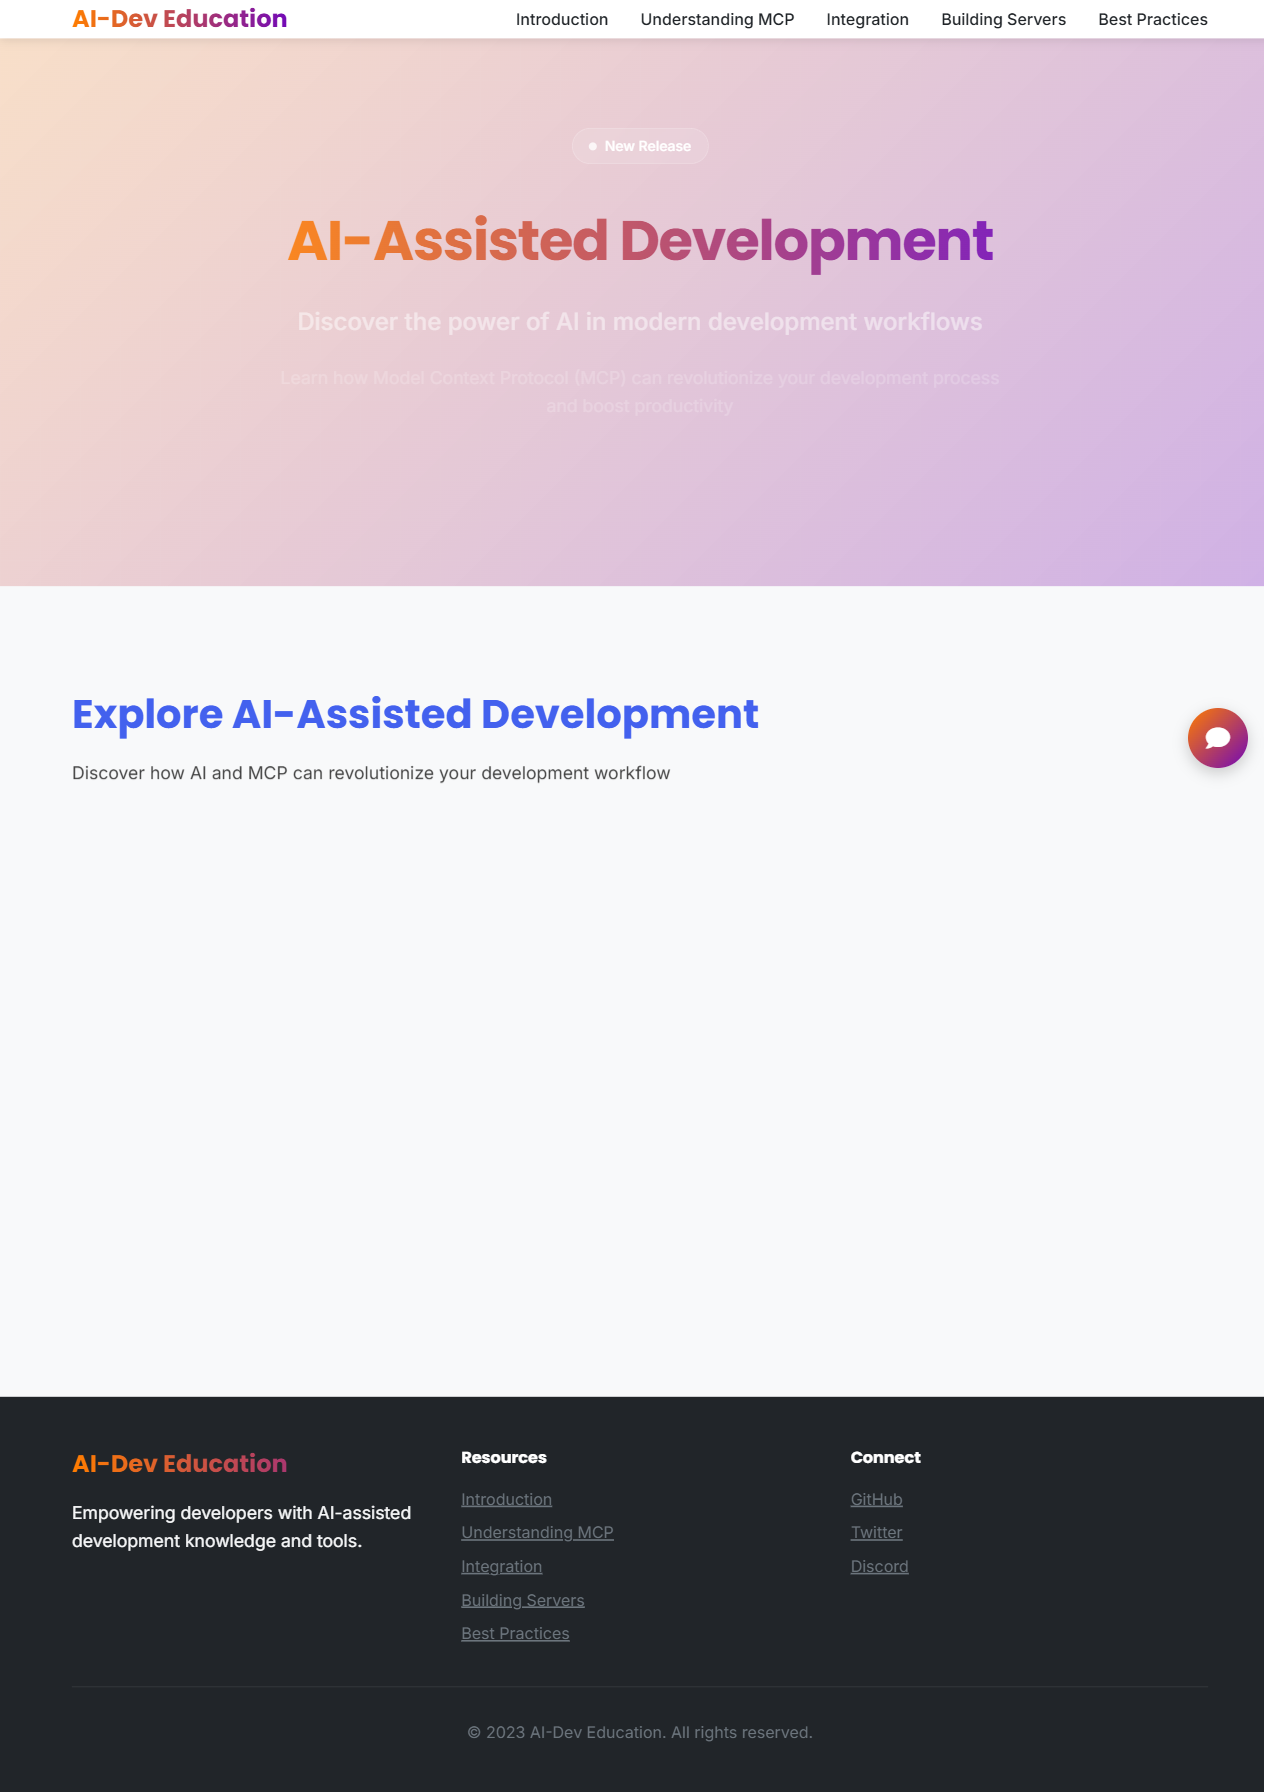 AI-Dev Education
Introduction
Understanding MCP
Integration
Building Servers
Best Practices
New Release
AI-Assisted Development
Discover the power of AI in modern development workflows
Learn how Model Context Protocol (MCP) can revolutionize your development process
and boost productivity
Explore AI-Assisted Development
Discover how AI and MCP can revolutionize your development workflow
AI-Dev Education
Empowering developers with AI-assisted
development knowledge and tools.
Resources
Introduction
Understanding MCP
Integration
Building Servers
Best Practices
Connect
GitHub
Twitter
Discord
© 2023 AI-Dev Education. All rights reserved.